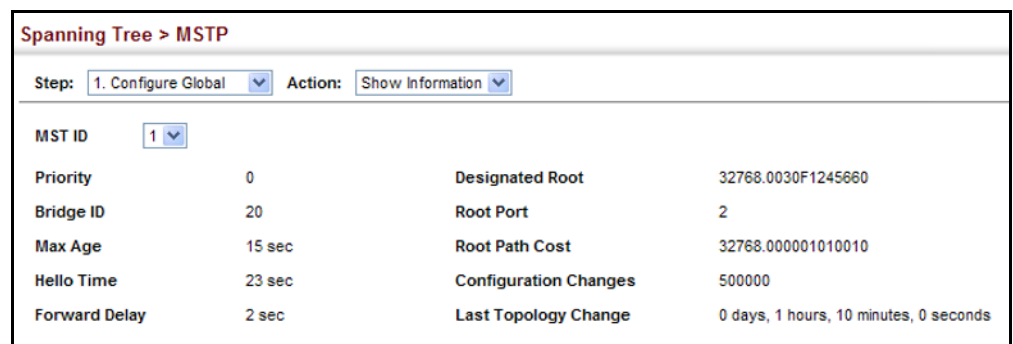 Spanning Tree > MSTP
Step: 1. Configure Global Action: Show Information
MST ID 1
Priority 0 Designated Root 32768.0030F1245660
Bridge ID 20 Root Port 2
Max Age 15 sec Root Path Cost 32768.000001010010
Hello Time 23 sec Configuration Changes 500000
Forward Delay 2 sec Last Topology Change 0 days, 1 hours, 10 minutes, 0 seconds